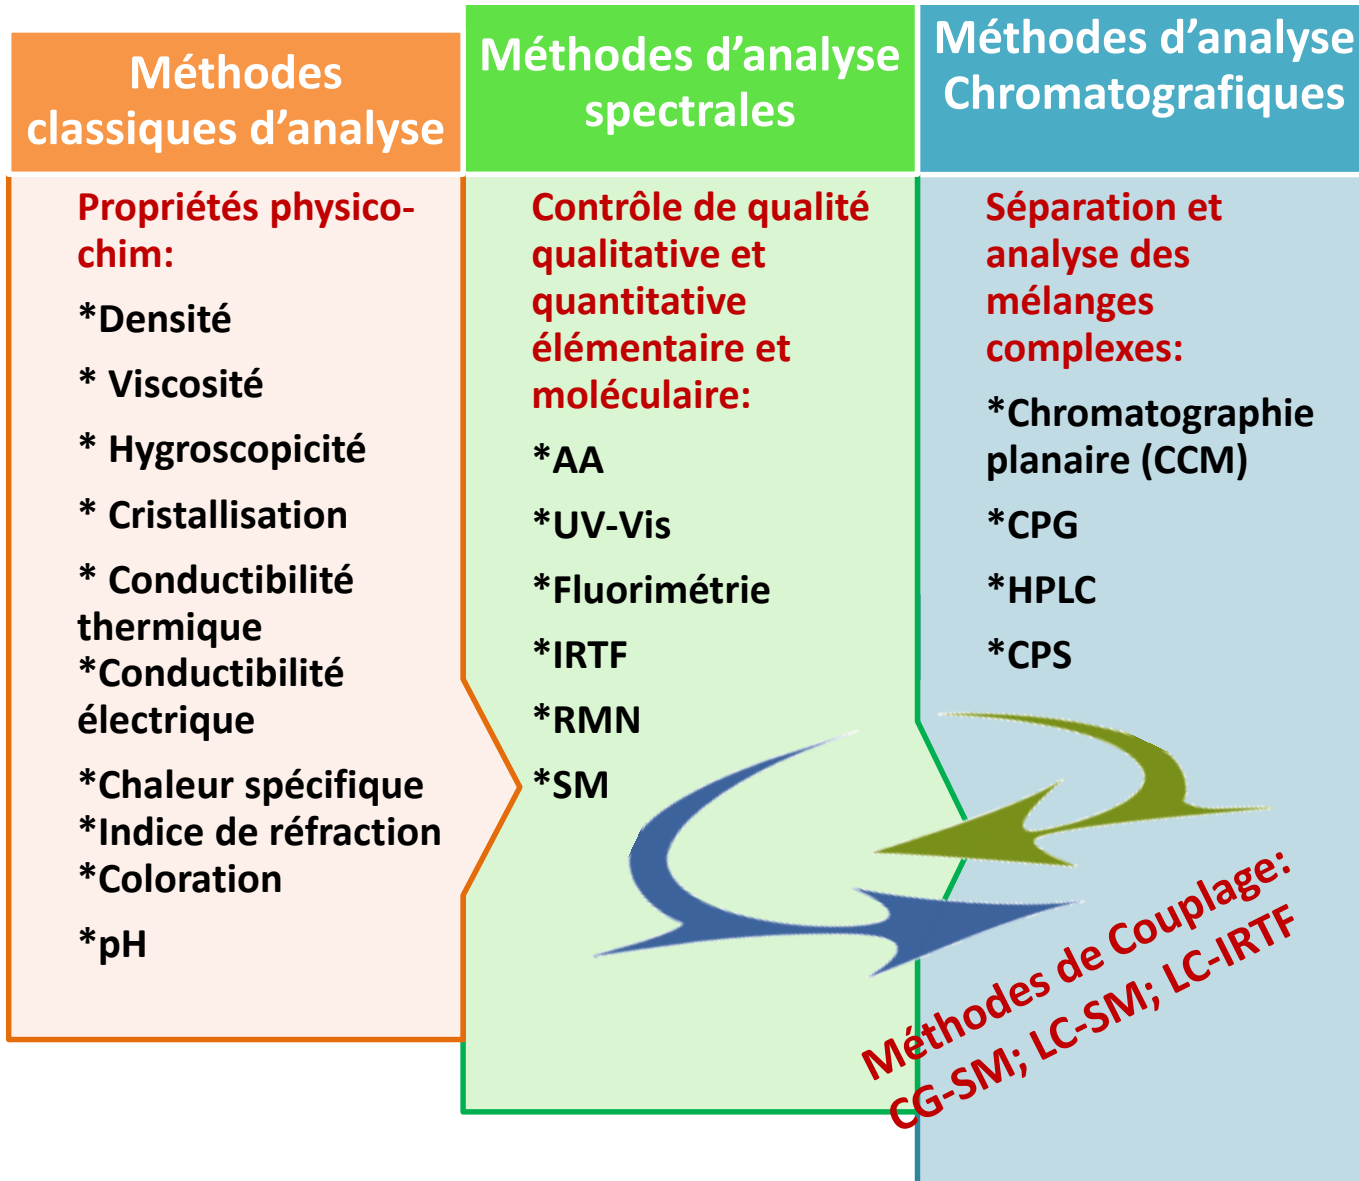 Méthodes
classiques d’analyse
Propriétés physico-
chim:
*Densité
* Viscosité
* Hygroscopicité
* Cristallisation
* Conductibilité
thermique
*Conductibilité
électrique
*Chaleur spécifique
*Indice de réfraction
*Coloration
*pH
Méthodes d’analyse
spectrales
Contrôle de qualité
qualitative et
quantitative
élémentaire et
moléculaire:
*AA
*UV-Vis
*Fluorimétrie
*IRTF
*RMN
*SM
Méthodes d’analyse
Chromatografiques
Séparation et
analyse des
mélanges
complexes:
*Chromatographie
planaire (CCM)
*CPG
*HPLC
*CPS
Méthodes de Couplage:
CG-SM; LC-SM; LC-IRTF